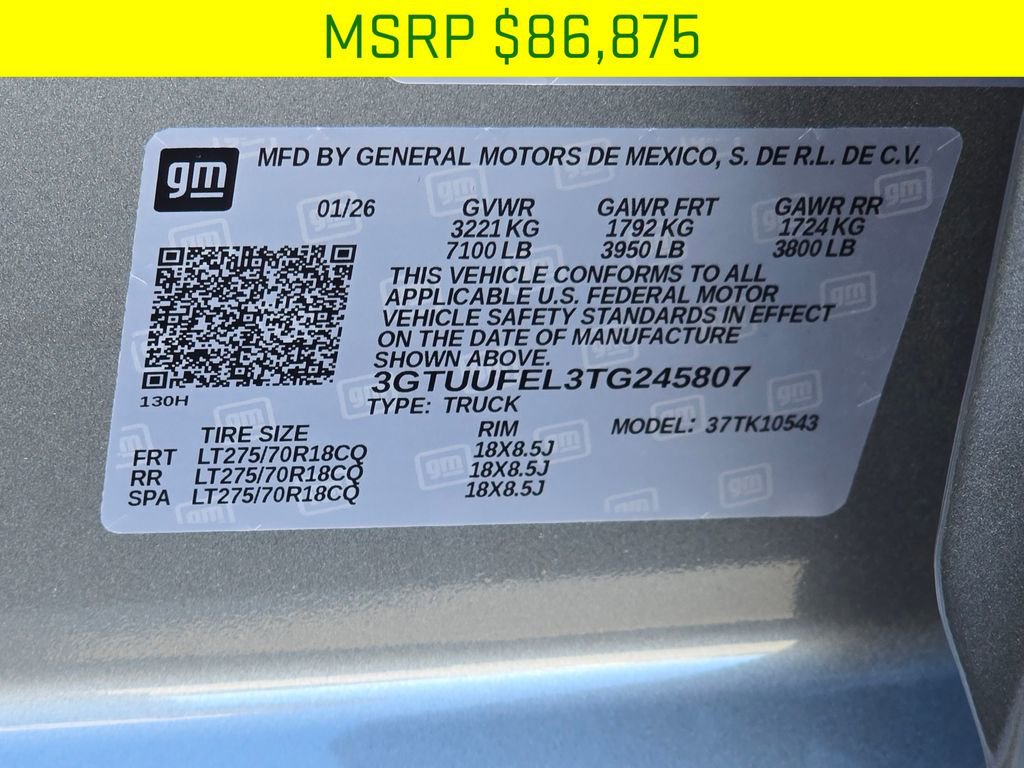 MSRP $86,875
gm MFD BY GENERAL MOTORS DE MEXICO, S. DE R.L. DE C.V.
01/26 GVWR GAWR FRT GAWR RR
3221 KG 1792 KG 1724 KG
7100 LB 3950 LB 3800 LB
THIS VEHICLE CONFORMS TO ALL
APPLICABLE U.S. FEDERAL MOTOR
VEHICLE SAFETY STANDARDS IN EFFECT
ON THE DATE OF MANUFACTURE
SHOWN ABOVE.
3GTUUFEL3TG245807
130H
TYPE: TRUCK
TIRE SIZE RIM MODEL: 37TK10543
FRT LT275/70R18CQ 18X8.5J
RR LT275/70R18CQ 18X8.5J
SPA LT275/70R18CQ 18X8.5J